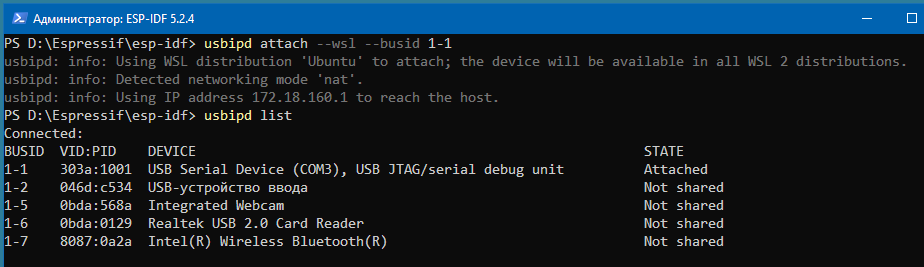 Администратор: ESP-IDF 5.2.4
PS D:\Espressif\esp-idf> usbipd attach --wsl --busid 1-1
usbipd: info: Using WSL distribution 'Ubuntu' to attach; the device will be available in all WSL 2 distributions.
usbipd: info: Detected networking mode 'nat'.
usbipd: info: Using IP address 172.18.160.1 to reach the host.
PS D:\Espressif\esp-idf> usbipd list
Connected:
BUSID  VID:PID    DEVICE                                                        STATE
1-1    303a:1001  USB Serial Device (COM3), USB JTAG/serial debug unit          Attached
1-2    046d:c534  USB-устройство ввода                                          Not shared
1-5    0bda:568a  Integrated Webcam                                             Not shared
1-6    0bda:0129  Realtek USB 2.0 Card Reader                                   Not shared
1-7    8087:0a2a  Intel(R) Wireless Bluetooth(R)                                Not shared